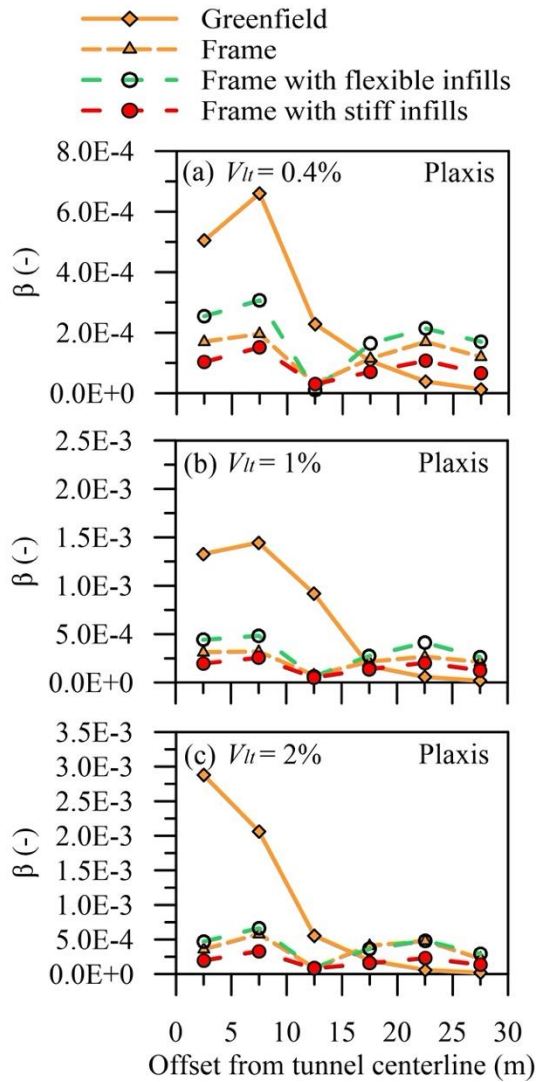 Greenfield
Frame
Frame with flexible infills
Frame with stiff infills
8.0E-4
(a) Vlt = 0.4% Plaxis
6.0E-4
4.0E-4
β (-)
2.0E-4
0.0E+0
2.5E-3
(b) Vlt = 1% Plaxis
2.0E-3
1.5E-3
β (-)
1.0E-3
5.0E-4
0.0E+0
3.5E-3
(c) Vlt = 2% Plaxis
3.0E-3
2.5E-3
2.0E-3
β (-)
1.5E-3
1.0E-3
5.0E-4
0.0E+0
0 5 10 15 20 25 30
Offset from tunnel centerline (m)